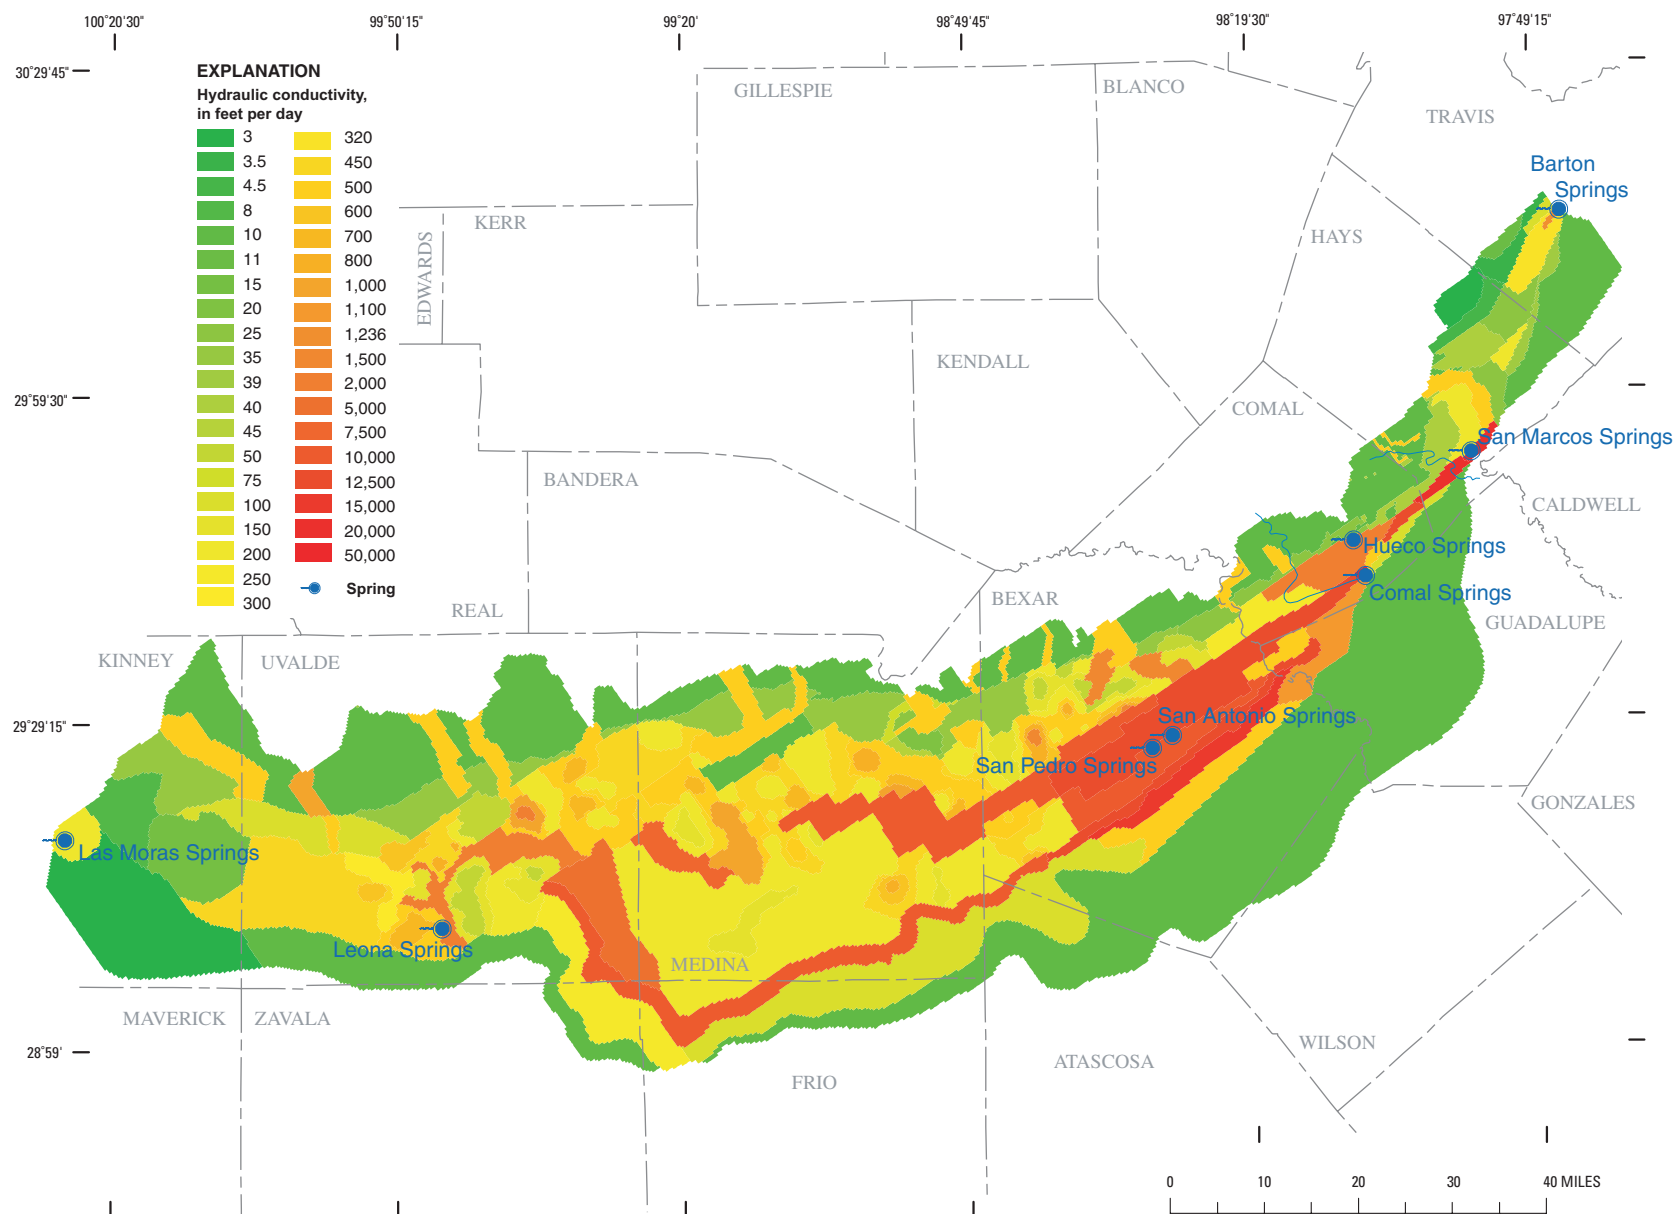 100°20'30"
99°50'15"
99°20'
98°49'45"
98°19'30"
97°49'15"
30°29'45"
29°59'30"
29°29'15"
28°59'
EXPLANATION
Hydraulic conductivity,
in feet per day
3
3.5
4.5
8
10
11
15
20
25
35
39
40
45
50
75
100
150
200
250
300
320
450
500
600
700
800
1,000
1,100
1,236
1,500
2,000
5,000
7,500
10,000
12,500
15,000
20,000
50,000
Spring
GILLESPIE
BLANCO
TRAVIS
Barton
Springs
KERR
EDWARDS
HAYS
KENDALL
COMAL
San Marcos Springs
BANDERA
CALDWELL
Hueco Springs
Comal Springs
REAL
BEXAR
GUADALUPE
KINNEY
UVALDE
San Antonio Springs
San Pedro Springs
GONZALES
Las Moras Springs
Leona Springs
MEDINA
MAVERICK
ZAVALA
WILSON
ATASCOSA
FRIO
0
10
20
30
40 MILES